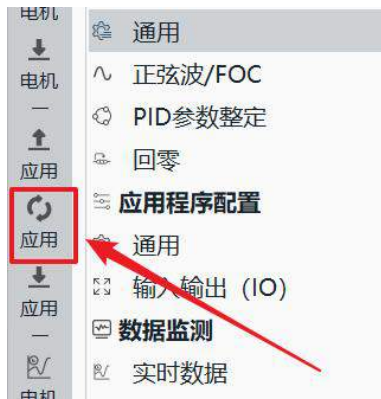 电机
电机
应用
应用
应用
电机
通用
正弦波/FOC
PID参数整定
回零
应用程序配置
通用
输入输出（IO）
数据监测
实时数据